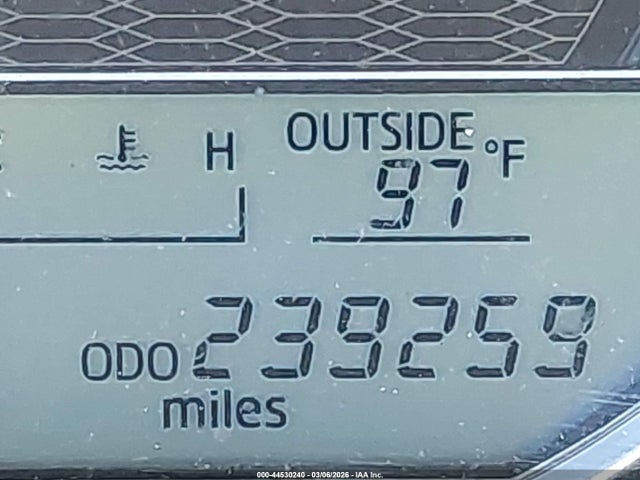 OUTSIDE
H
97 °F
ODO 239259
miles
000-44530240 - 03/06/2026 - IAA Inc.